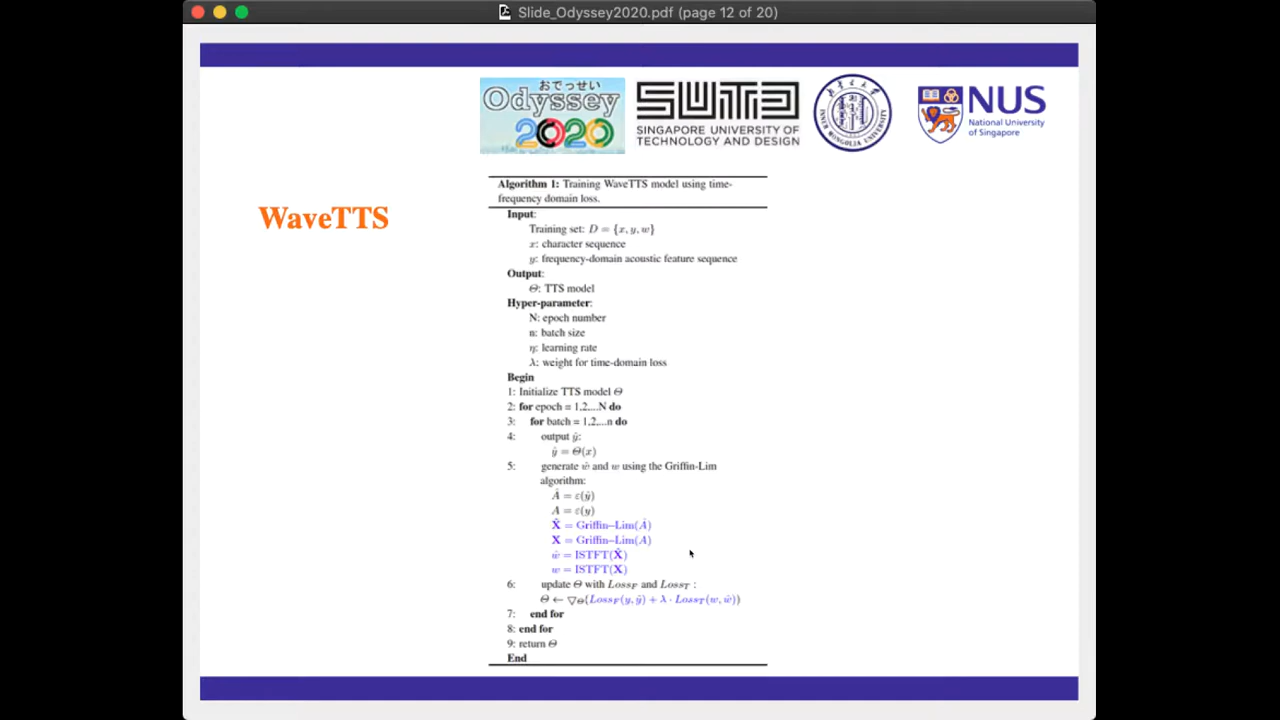 Slide_Odyssey2020.pdf (page 12 of 20)
おでっせい
Odyssey
2020
SUTD
SINGAPORE UNIVERSITY OF
TECHNOLOGY AND DESIGN
INNER MONGOLIA UNIVERSITY
NUS
National University
of Singapore
WaveTTS
Algorithm 1: Training WaveTTS model using time-
frequency domain loss.
Input:
Training set: D = {x, y, w}
x: character sequence
y: frequency-domain acoustic feature sequence
Output:
Θ: TTS model
Hyper-parameter:
N: epoch number
n: batch size
η: learning rate
λ: weight for time-domain loss
Begin
1: Initialize TTS model Θ
2: for epoch = 1,2,...N do
3: for batch = 1,2,...n do
4: output ŷ:
ŷ = Θ(x)
5: generate ŵ and w using the Griffin-Lim
algorithm:
Â = ε(ŷ)
A = ε(y)
X̂ = Griffin–Lim(Â)
X = Griffin–Lim(A)
ŵ = ISTFT(X̂)
w = ISTFT(X)
6: update Θ with Loss_F and Loss_T :
Θ ← ▽_Θ(Loss_F(y, ŷ) + λ · Loss_T(w, ŵ))
7: end for
8: end for
9: return Θ
End